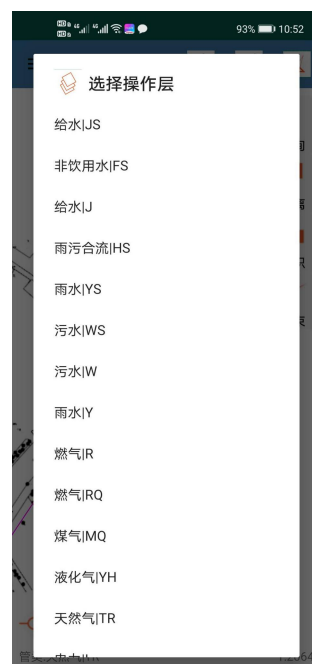 93% 10:52
选择操作层
给水|JS
非饮用水|FS
给水|J
雨污合流|HS
雨水|YS
污水|WS
污水|W
雨水|Y
燃气|R
燃气|RQ
煤气|MQ
液化气|YH
天然气|TR